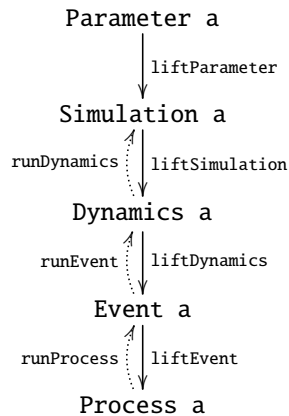 Parameter a
liftParameter
Simulation a
runDynamics liftSimulation
Dynamics a
runEvent liftDynamics
Event a
runProcess liftEvent
Process a